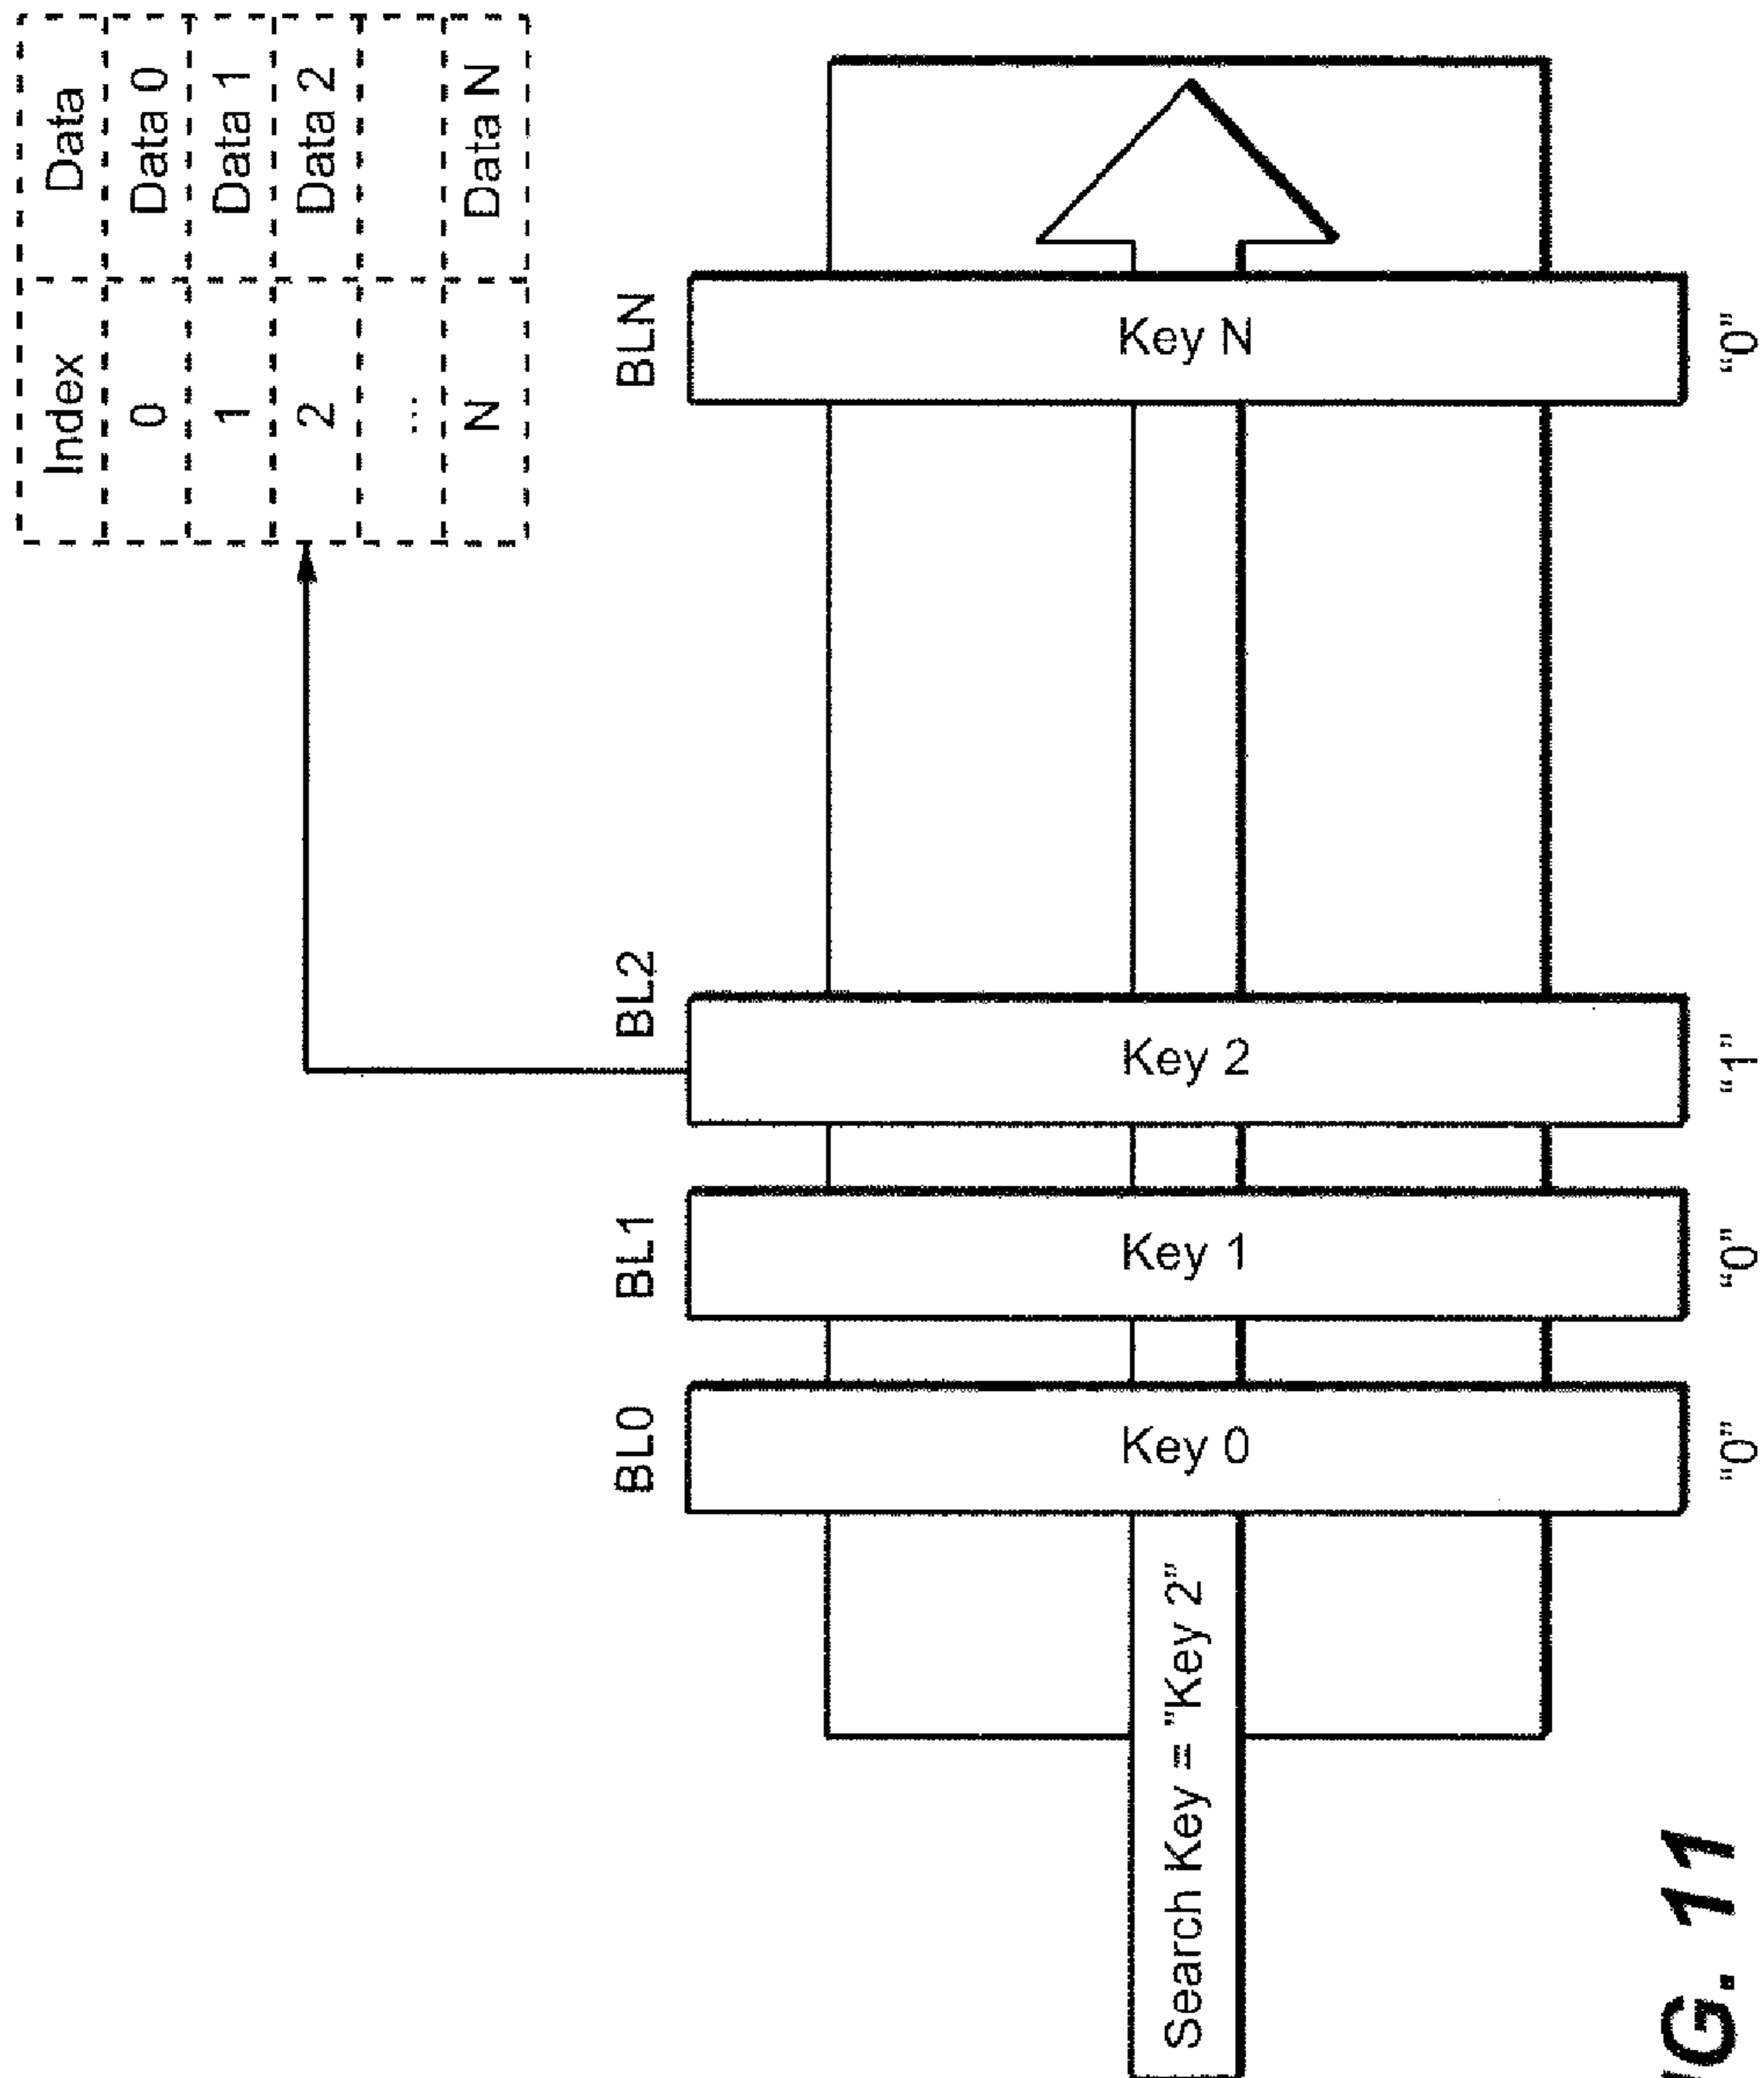 Index Data
0 Data 0
1 Data 1
2 Data 2
...
N Data N
BL0 BL1 BL2 BLN
Search Key = "Key 2"
Key 0
Key 1
Key 2
Key N
“0” “0” “1” “0”
IG. 11